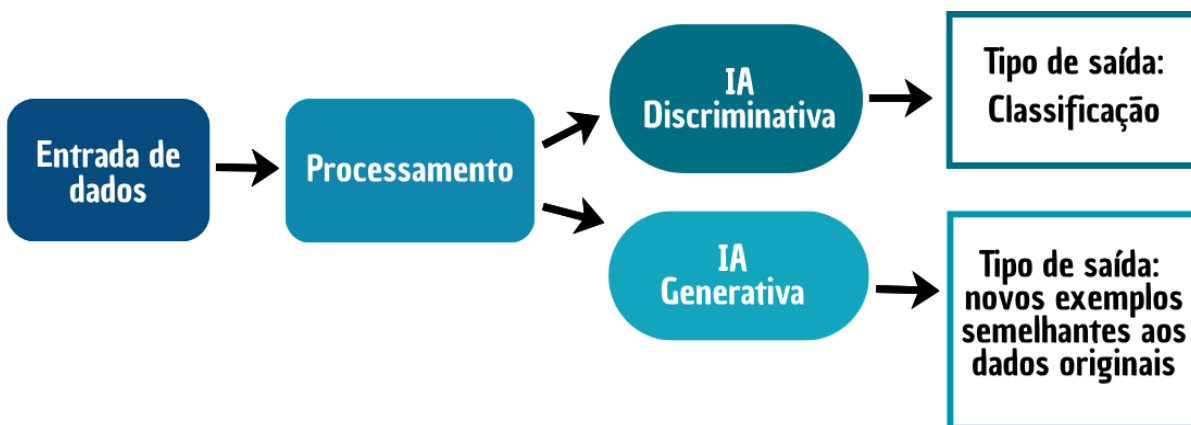 Entrada de
dados
Processamento
IA
Discriminativa
Tipo de saída:
Classificação
IA
Generativa
Tipo de saída:
novos exemplos
semelhantes aos
dados originais